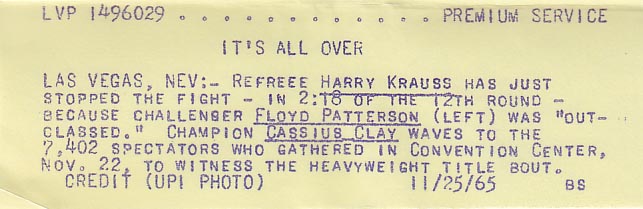 LVP 1496029 . . . . . . . . . . . . . PREMIUM SERVICE
IT'S ALL OVER
LAS VEGAS, NEV:- REFREEE HARRY KRAUSS HAS JUST
STOPPED THE FIGHT - IN 2:18 OF THE 12TH ROUND -
BECAUSE CHALLENGER FLOYD PATTERSON (LEFT) WAS "OUT-
CLASSED." CHAMPION CASSIUS CLAY WAVES TO THE
7,402 SPECTATORS WHO GATHERED IN CONVENTION CENTER,
NOV. 22, TO WITNESS THE HEAVYWEIGHT TITLE BOUT.
CREDIT (UPI PHOTO) 11/25/65 BS